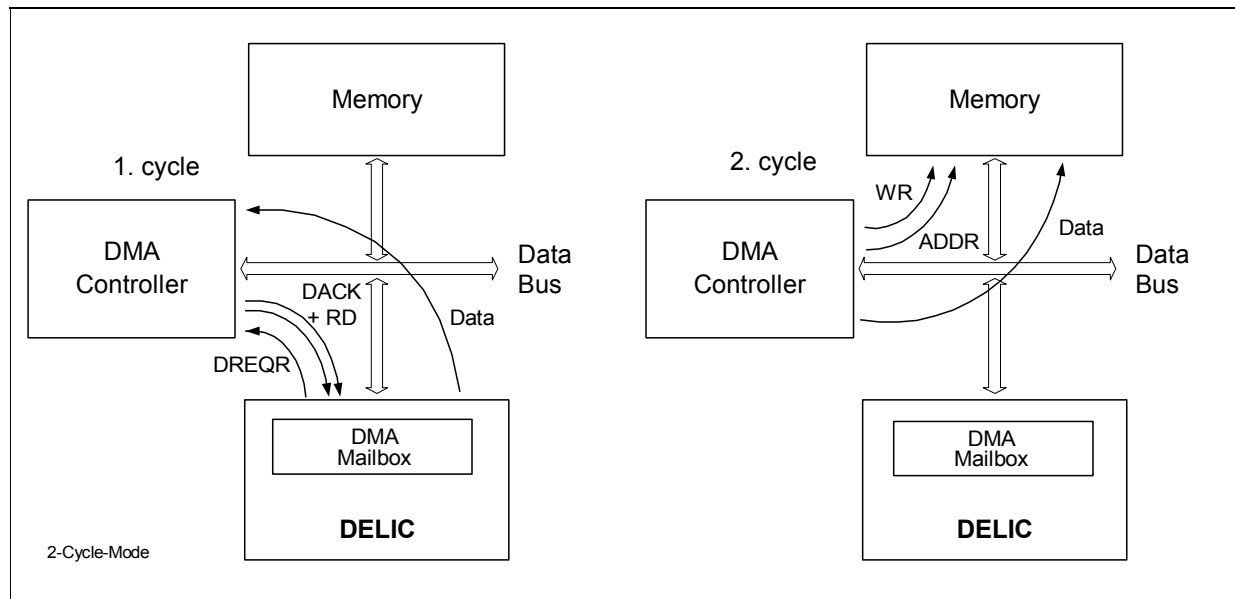 Memory
1. cycle
DMA
Controller
Data
Bus
DACK
+ RD
Data
DREQR
DMA
Mailbox
DELIC
2-Cycle-Mode
Memory
2. cycle
WR
ADDR
Data
DMA
Controller
Data
Bus
DMA
Mailbox
DELIC